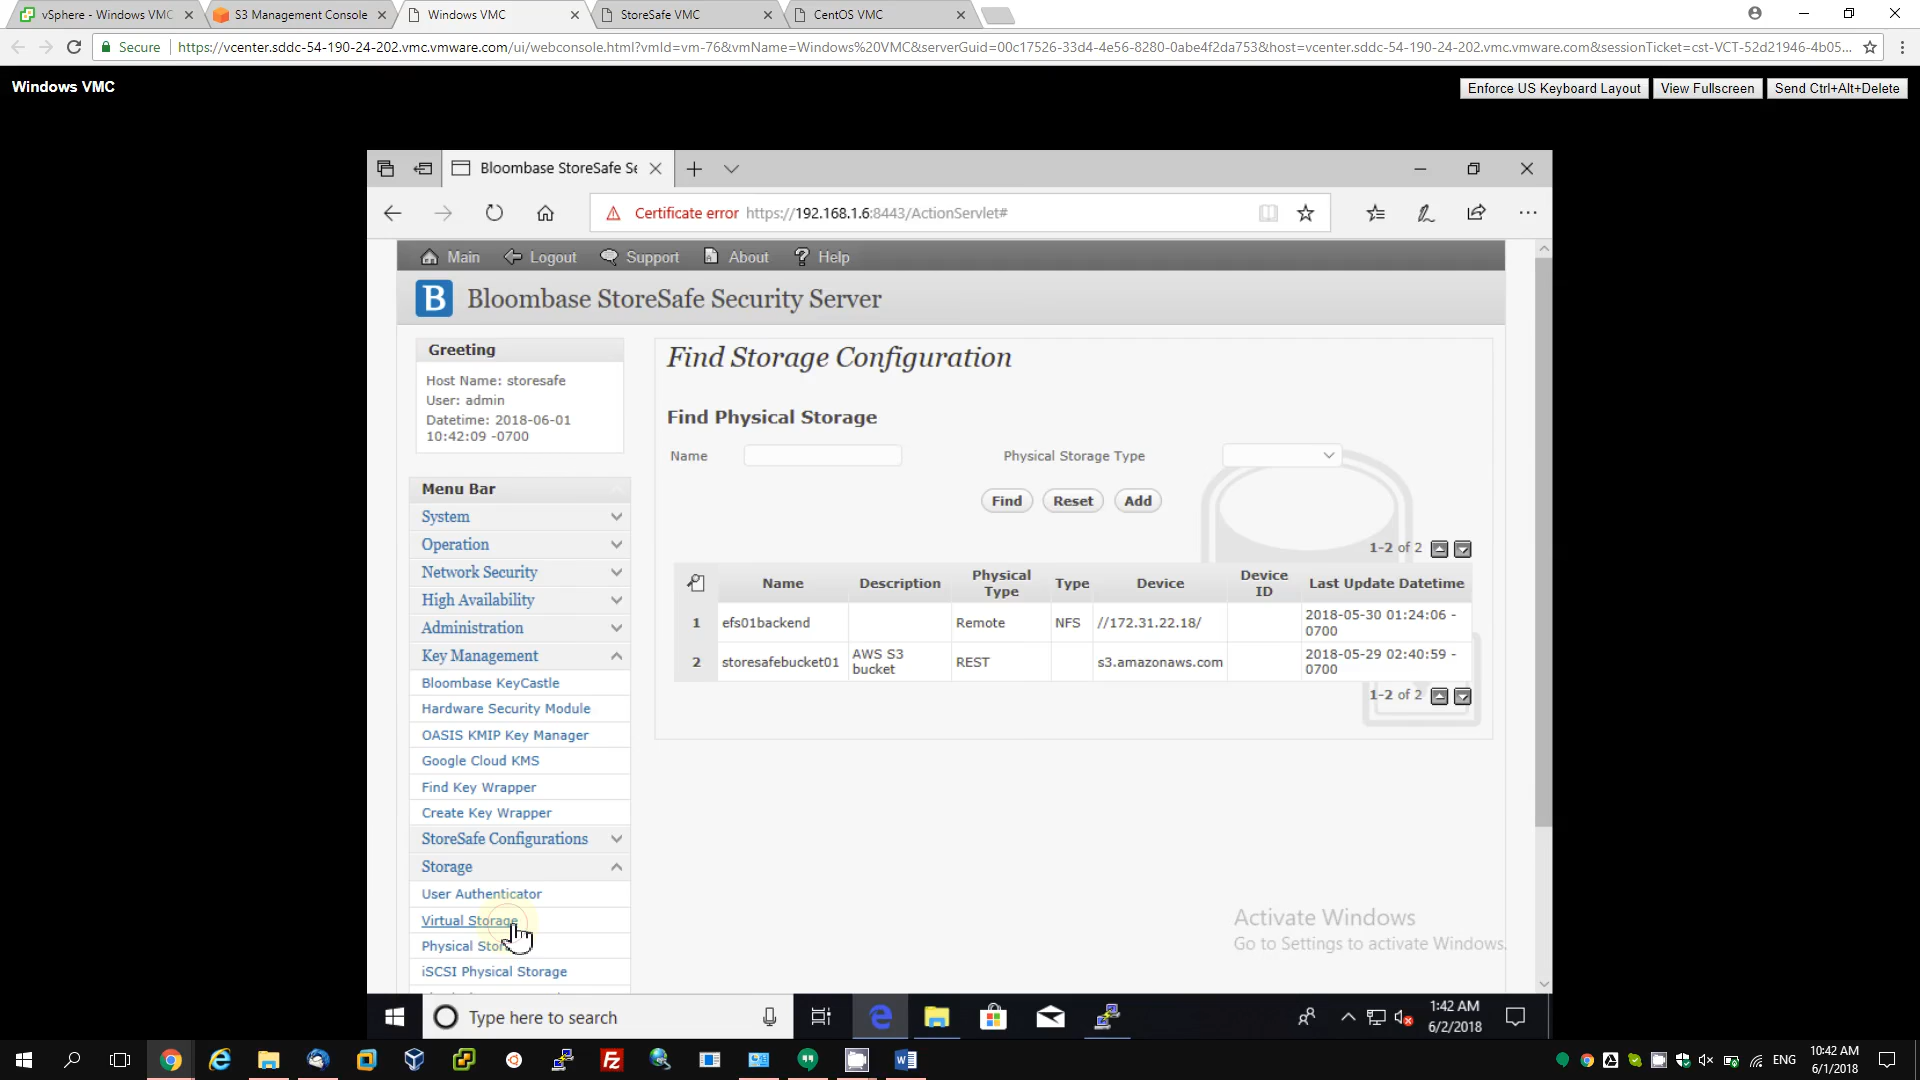 vSphere - Windows VMC
S3 Management Console
Windows VMC
StoreSafe VMC
CentOS VMC
Secure
https://vcenter.sddc-54-190-24-202.vmc.vmware.com/ui/webconsole.html?vmId=vm-76&vmName=Windows%20VMC&serverGuid=00c17526-33d4-4e56-8280-0abe4f2da753&host=vcenter.sddc-54-190-24-202.vmc.vmware.com&sessionTicket=cst-VCT-52d21946-4b05...
Windows VMC
Enforce US Keyboard Layout
View Fullscreen
Send Ctrl+Alt+Delete
Bloombase StoreSafe Se
Certificate error https://192.168.1.6:8443/ActionServlet#
Main
Logout
Support
About
Help
B
Bloombase StoreSafe Security Server
Greeting
Host Name: storesafe
User: admin
Datetime: 2018-06-01
10:42:09 -0700
Menu Bar
System
Operation
Network Security
High Availability
Administration
Key Management
Bloombase KeyCastle
Hardware Security Module
OASIS KMIP Key Manager
Google Cloud KMS
Find Key Wrapper
Create Key Wrapper
StoreSafe Configurations
Storage
User Authenticator
Virtual Storage
Physical Stor
iSCSI Physical Storage
Find Storage Configuration
Find Physical Storage
Name
Physical Storage Type
Find
Reset
Add
1-2 of 2
Name Description Physical Type Type Device Device ID Last Update Datetime
1 efs01backend Remote NFS //172.31.22.18/ 2018-05-30 01:24:06 -0700
2 storesafebucket01 AWS S3 bucket REST s3.amazonaws.com 2018-05-29 02:40:59 -0700
1-2 of 2
Activate Windows
Go to Settings to activate Windows.
Type here to search
1:42 AM
6/2/2018
ENG
10:42 AM
6/1/2018